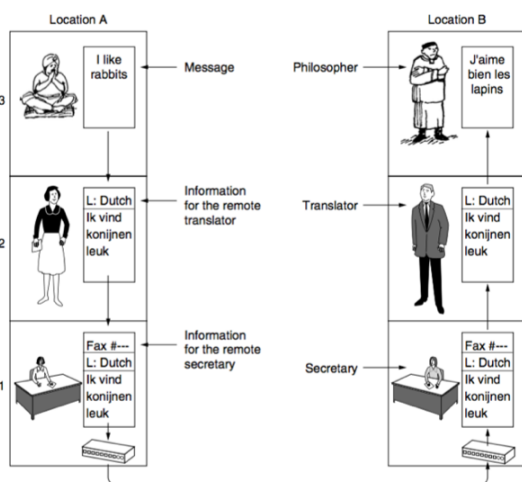 Location A
Location B
3
I like
rabbits
Message
Philosopher
J'aime
bien les
lapins
2
L: Dutch
Ik vind
konijnen
leuk
Information
for the remote
translator
Translator
L: Dutch
Ik vind
konijnen
leuk
1
Fax #---
L: Dutch
Ik vind
konijnen
leuk
Information
for the remote
secretary
Secretary
Fax #---
L: Dutch
Ik vind
konijnen
leuk